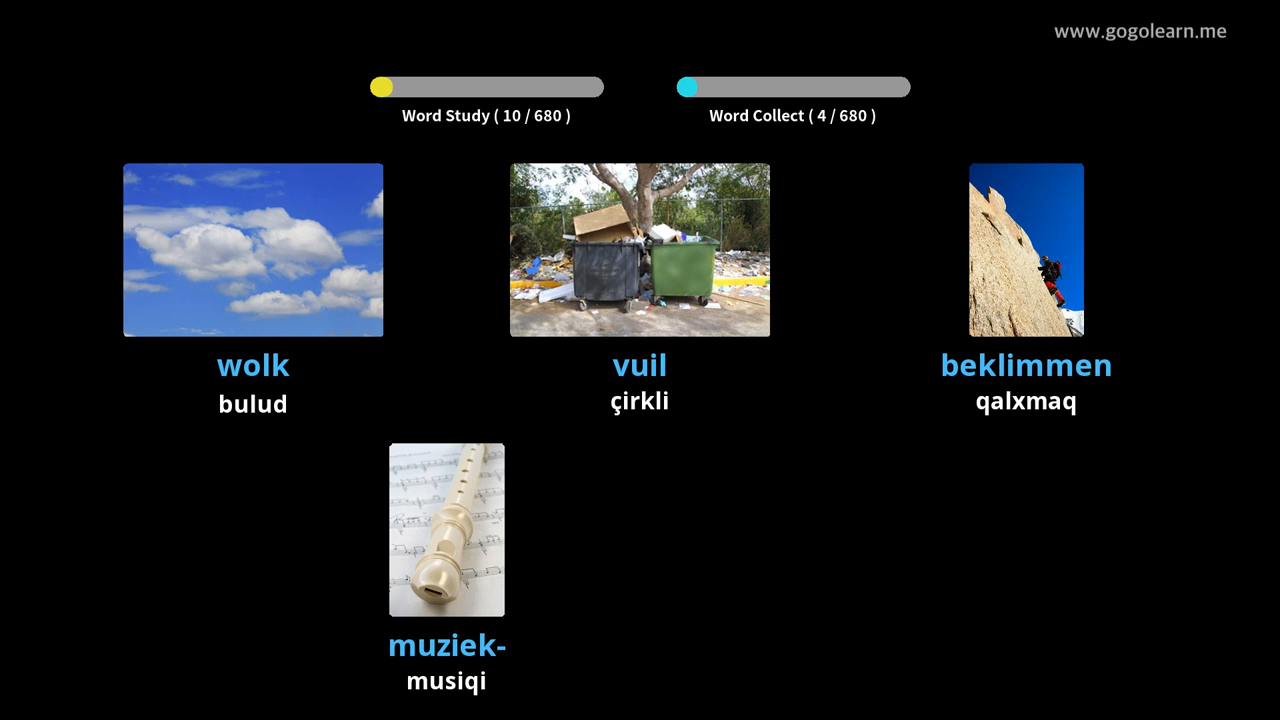 www.gogolearn.me
Word Study ( 10 / 680 )
Word Collect ( 4 / 680 )
wolk
bulud
vuil
çirkli
beklimmen
qalxmaq
muziek-
musiqi